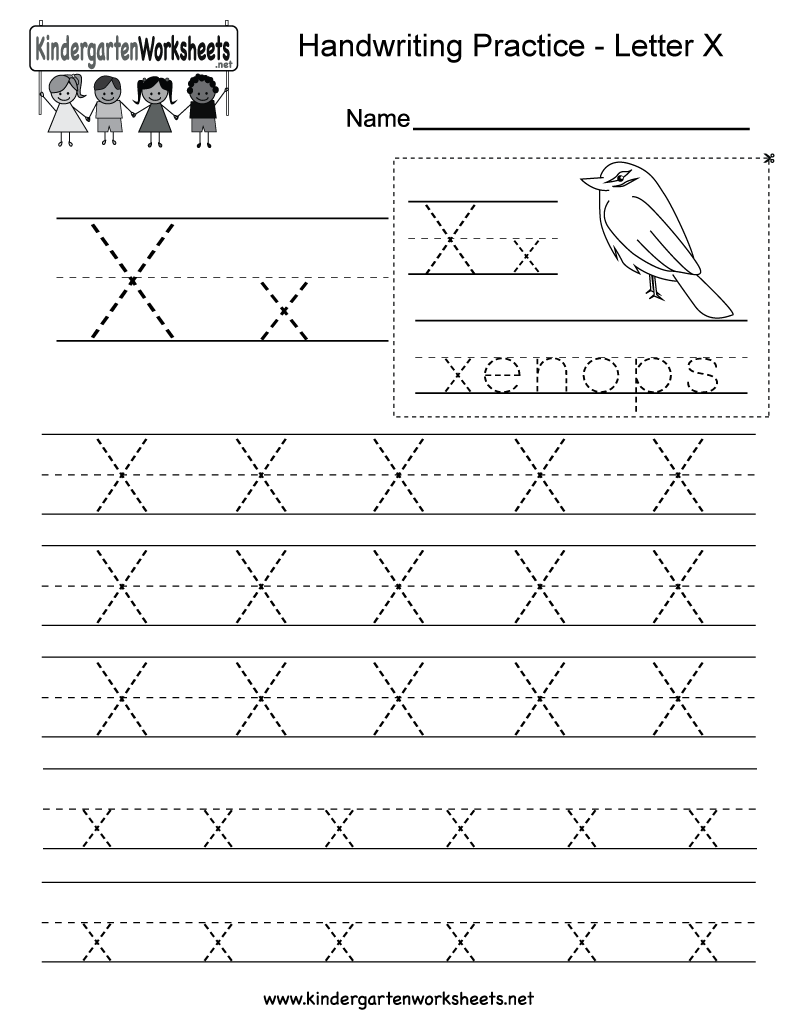 KindergartenWorksheets
.net
Handwriting Practice - Letter X
Name
X x
X x
xenops
X X X X X
X X X X X
X X X X X
x x x x x x
x x x x x x
www.kindergartenworksheets.net